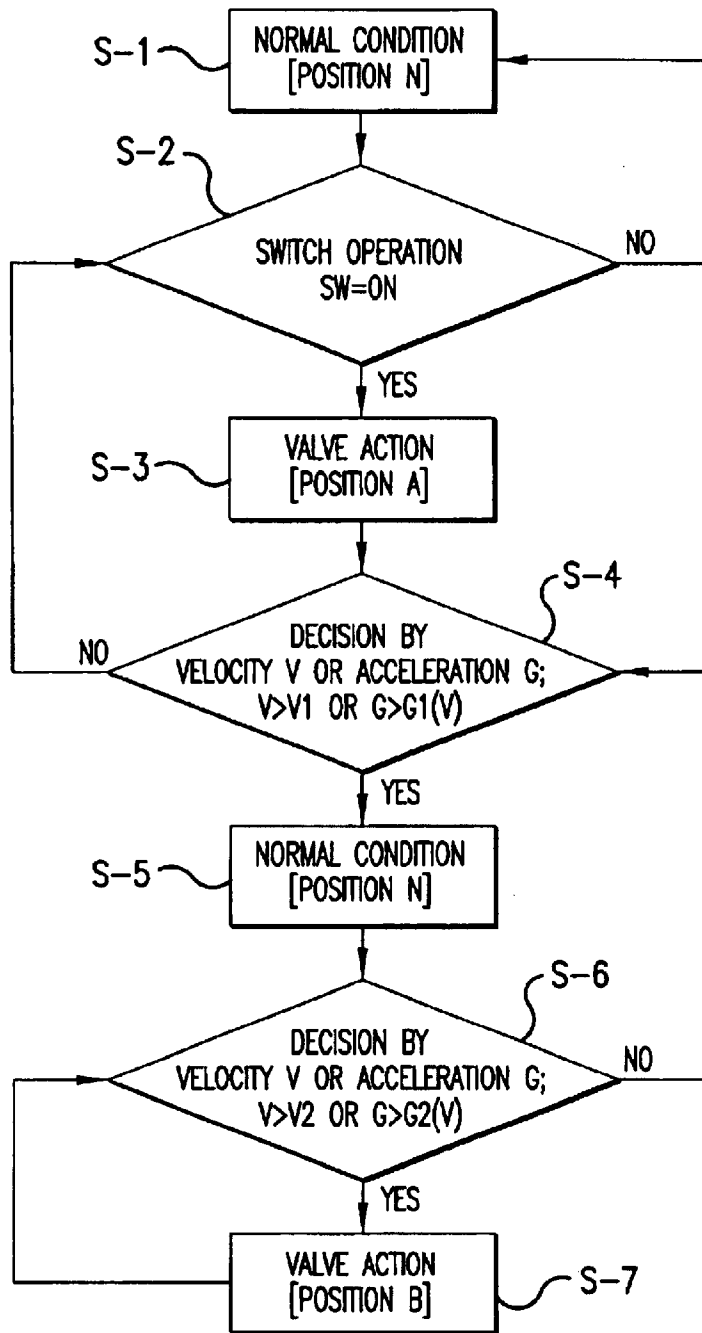 S-1
NORMAL CONDITION
[POSITION N]
S-2
SWITCH OPERATION
SW=ON
NO
YES
S-3
VALVE ACTION
[POSITION A]
S-4
DECISION BY
VELOCITY V OR ACCELERATION G;
V>V1 OR G>G1(V)
NO
YES
S-5
NORMAL CONDITION
[POSITION N]
S-6
DECISION BY
VELOCITY V OR ACCELERATION G;
V>V2 OR G>G2(V)
NO
YES
VALVE ACTION
[POSITION B]
S-7